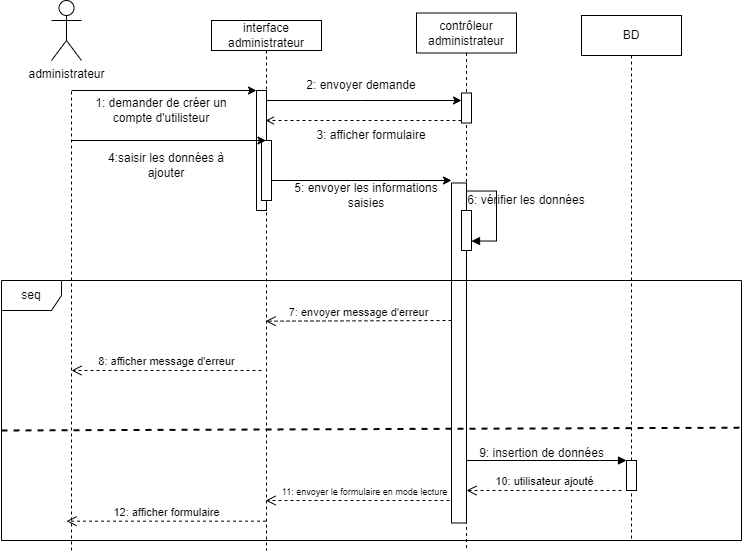 interface
administrateur
contrôleur
administrateur
BD
administrateur
2: envoyer demande
1: demander de créer un
compte d'utilisteur
3: afficher formulaire
4:saisir les données à
ajouter
5: envoyer les informations
saisies
6: vérifier les données
seq
7: envoyer message d'erreur
8: afficher message d'erreur
9: insertion de données
10: utilisateur ajouté
11: envoyer le formulaire en mode lecture
12: afficher formulaire